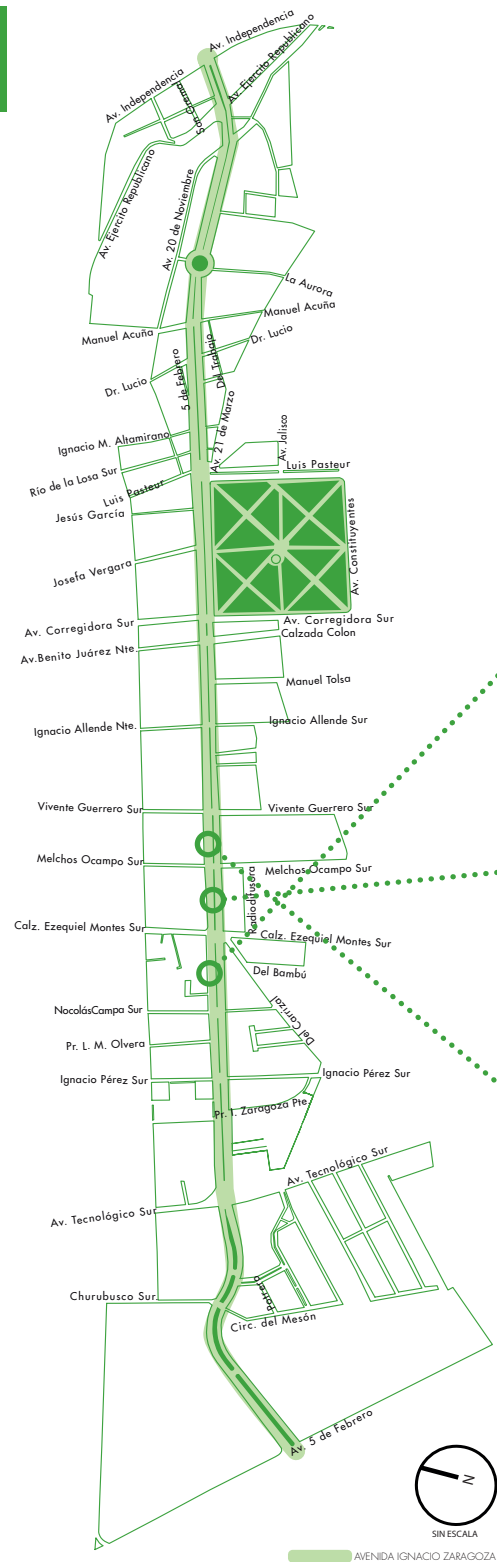 Av. Independencia
Av. Ejercito Republicano
Av. Independencia
San Cremal
Av. Ejercito Republicano
Av. 20 de Noviembre
La Aurora
Manuel Acuña
Manuel Acuña
Dr. Lucio
Del Trabajo
5 de Febrero
Dr. Lucio
Av. 21 de Marzo
Av. Jalisco
Ignacio M. Altamirano
Luis Pasteur
Río de la Losa Sur
Luis Pasteur
Jesús García
Av. Constituyentes
Josefa Vergara
Av. Corregidora Sur
Av. Corregidora Sur
Calzada Colon
Av.Benito Juárez Nte.
Manuel Tolsa
Ignacio Allende Nte.
Ignacio Allende Sur
Vivente Guerrero Sur
Vivente Guerrero Sur
Melchos Ocampo Sur
Melchos Ocampo Sur
Radiodifusora
Calz. Ezequiel Montes Sur
Calz. Ezequiel Montes Sur
Del Bambú
NocolásCampa Sur
Del Carrizal
Pr. L. M. Olvera
Ignacio Pérez Sur
Ignacio Pérez Sur
Pr. I. Zaragoza Pte.
Av. Tecnológico Sur
Av. Tecnológico Sur
Churubusco Sur
Potrero
Circ. del Mesón
Av. 5 de Febrero
N
SIN ESCALA
AVENIDA IGNACIO ZARAGOZA